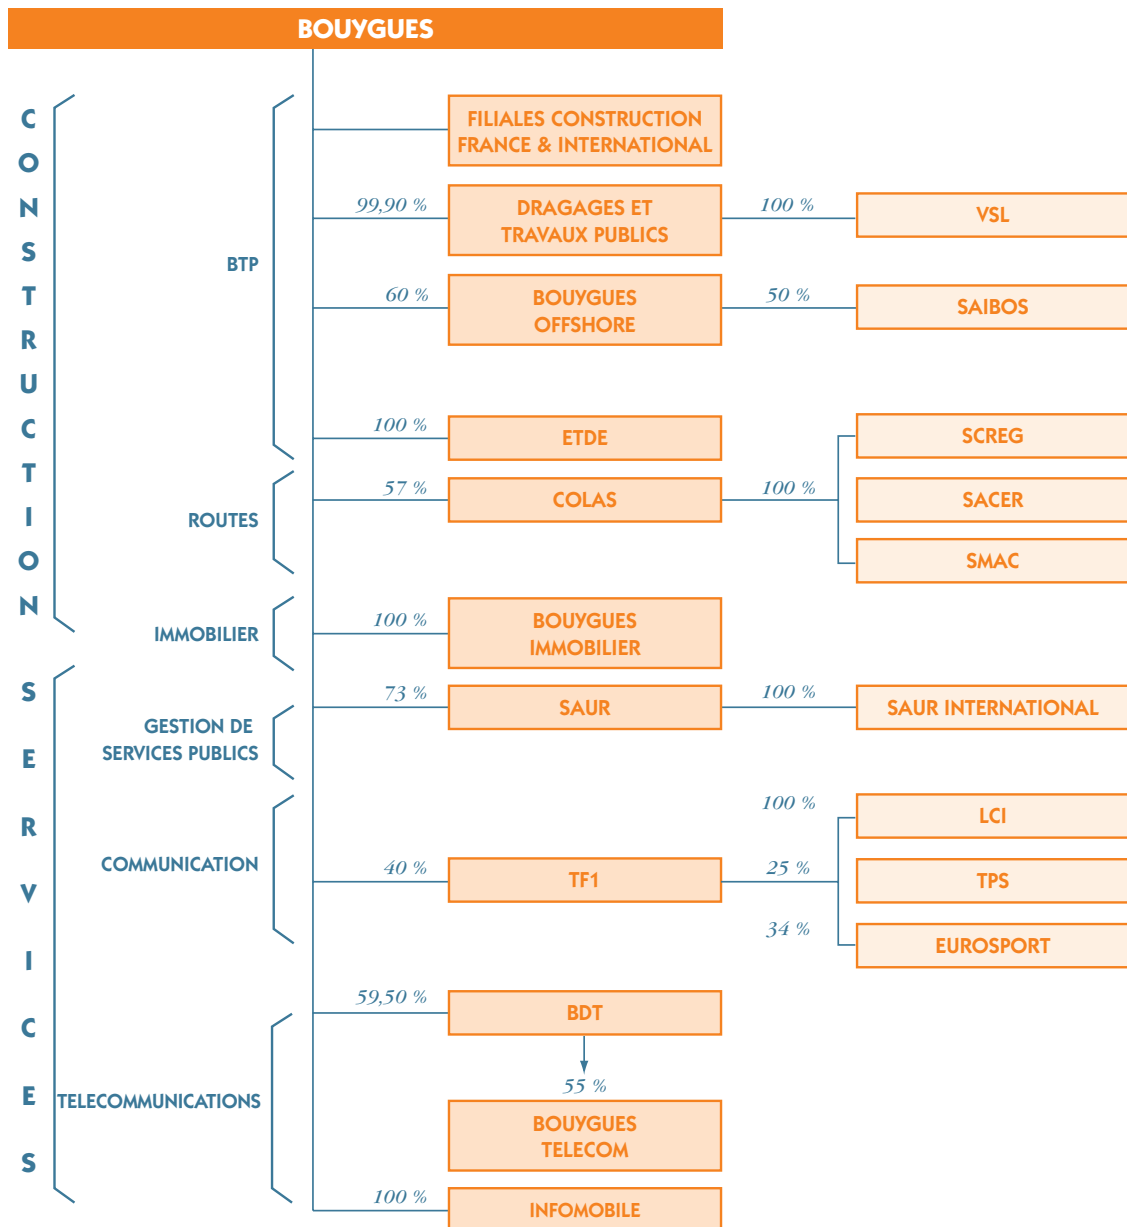 BOUYGUES
CONSTRUCTION
BTP
FILIALES CONSTRUCTION
FRANCE & INTERNATIONAL
99,90 %
DRAGAGES ET
TRAVAUX PUBLICS
100 %
VSL
60 %
BOUYGUES
OFFSHORE
50 %
SAIBOS
100 %
ETDE
ROUTES
57 %
COLAS
100 %
SCREG
SACER
SMAC
IMMOBILIER
100 %
BOUYGUES
IMMOBILIER
SERVICES
GESTION DE
SERVICES PUBLICS
73 %
SAUR
100 %
SAUR INTERNATIONAL
COMMUNICATION
40 %
TF1
100 %
LCI
25 %
TPS
34 %
EUROSPORT
TELECOMMUNICATIONS
59,50 %
BDT
55 %
BOUYGUES
TELECOM
100 %
INFOMOBILE